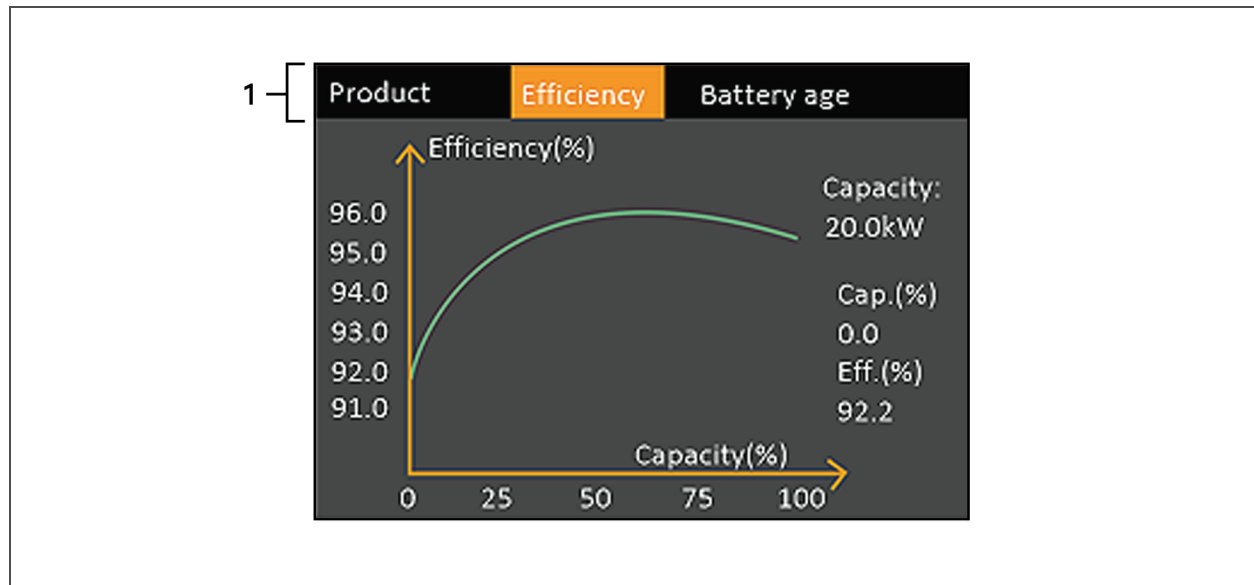 1
Product Efficiency Battery age
Efficiency(%)
96.0
95.0
94.0
93.0
92.0
91.0
Capacity:
20.0kW
Cap.(%)
0.0
Eff.(%)
92.2
Capacity(%)
0 25 50 75 100